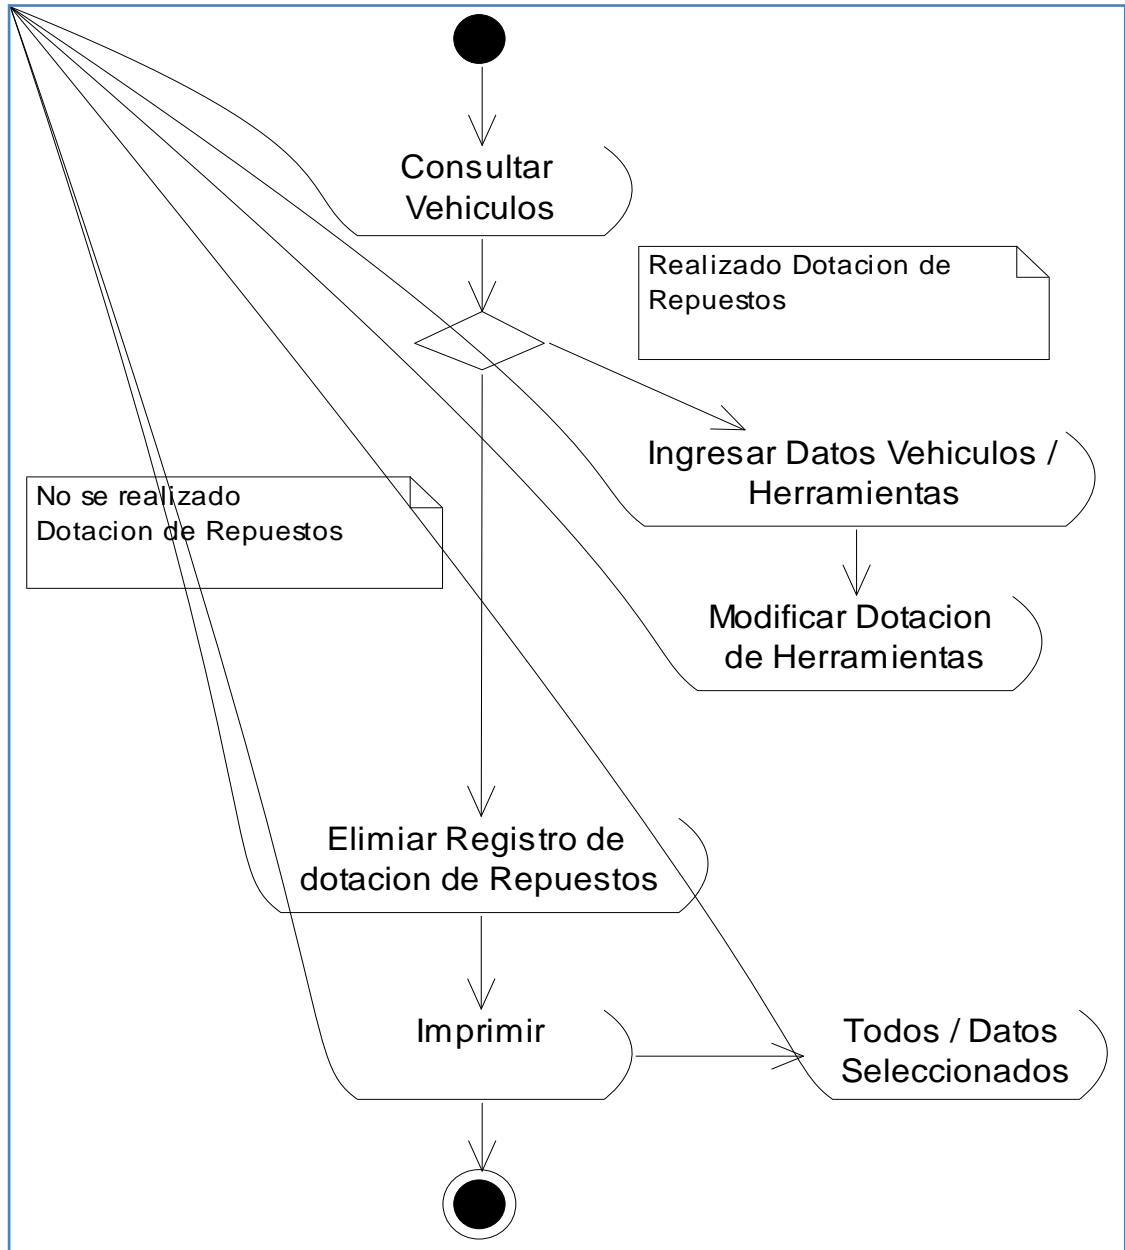 Consultar
Vehiculos
Realizado Dotacion de
Repuestos
Ingresar Datos Vehiculos /
Herramientas
No se realizado
Dotacion de Repuestos
Modificar Dotacion
de Herramientas
Elimiar Registro de
dotacion de Repuestos
Imprimir
Todos / Datos
Seleccionados